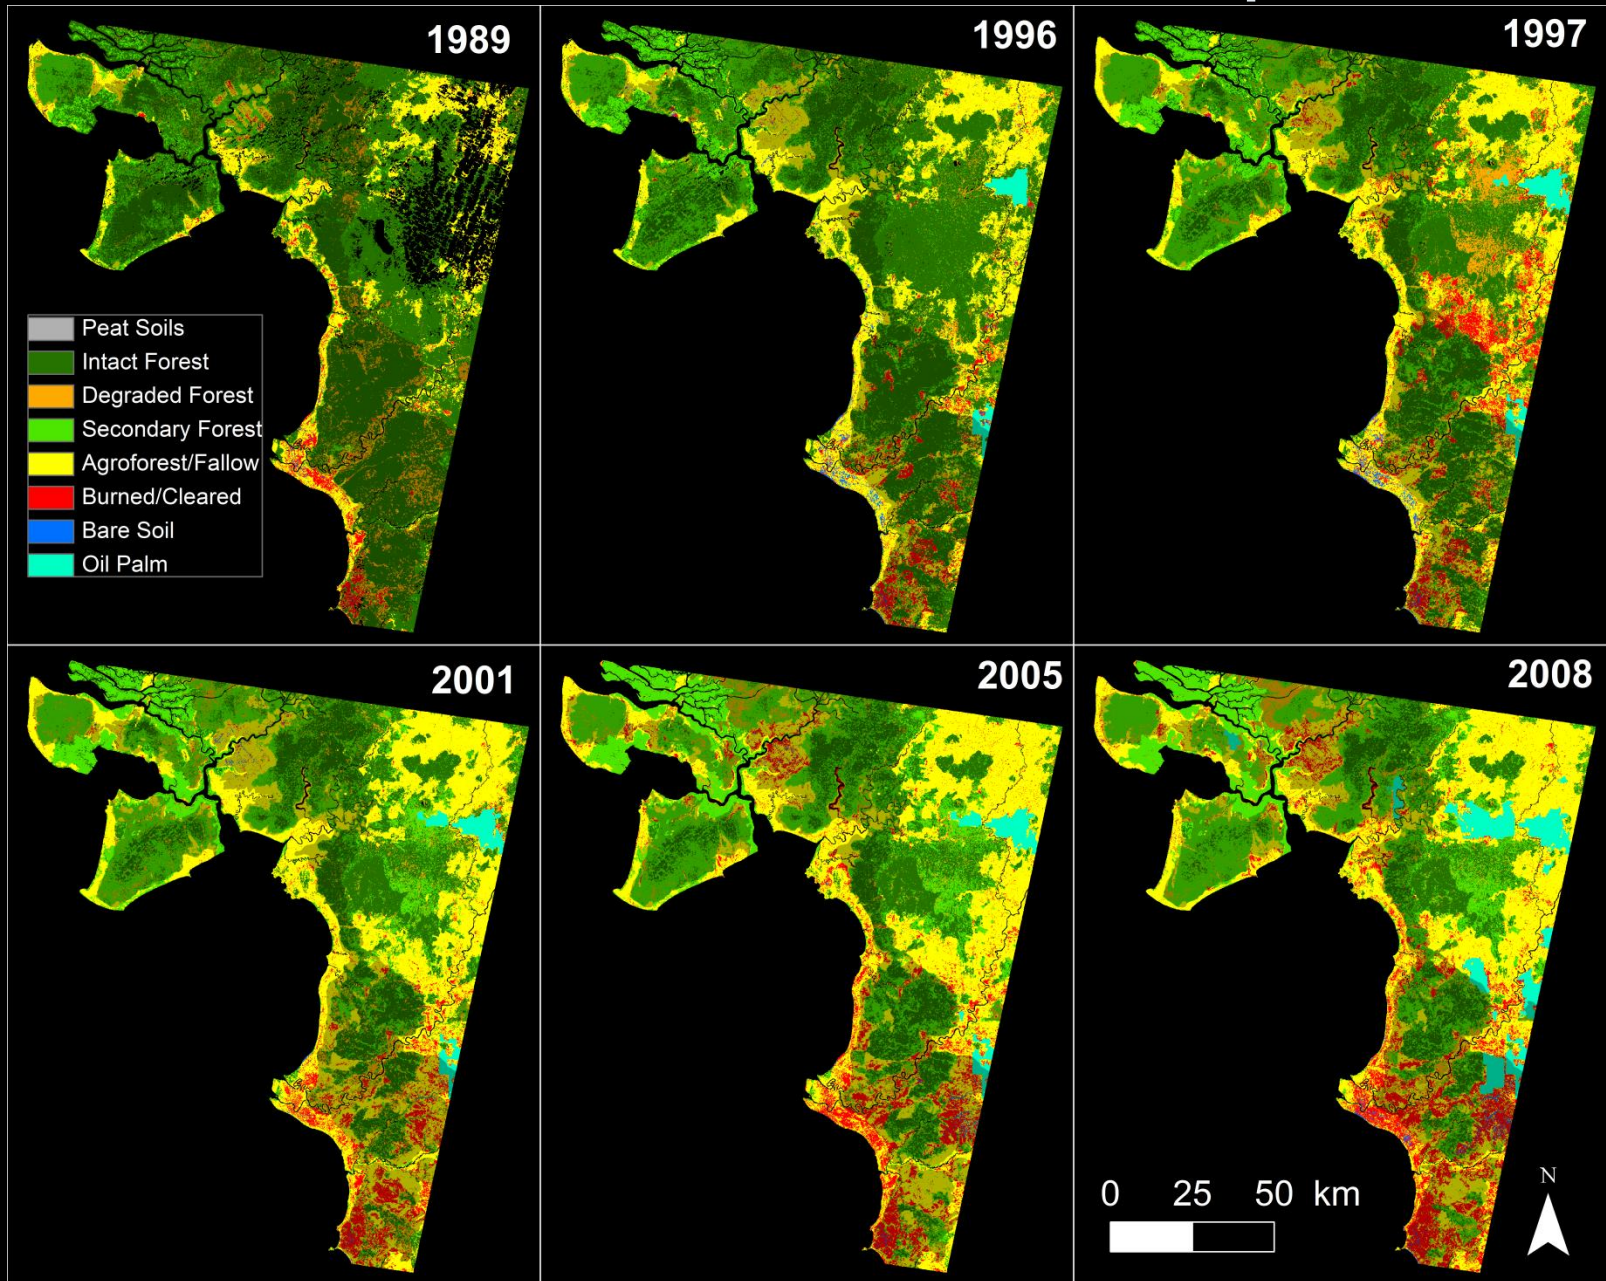 1989
1996
1997
Peat Soils
Intact Forest
Degraded Forest
Secondary Forest
Agroforest/Fallow
Burned/Cleared
Bare Soil
Oil Palm
2001
2005
2008
0 25 50 km
N